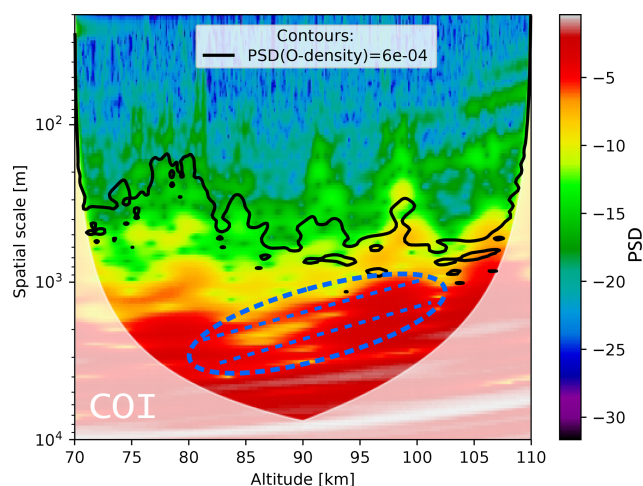 Contours:
PSD(O-density)=6e-04
10²
10³
10⁴
Spatial scale [m]
COI
70 75 80 85 90 95 100 105 110
Altitude [km]
−5
−10
−15
−20
−25
−30
PSD